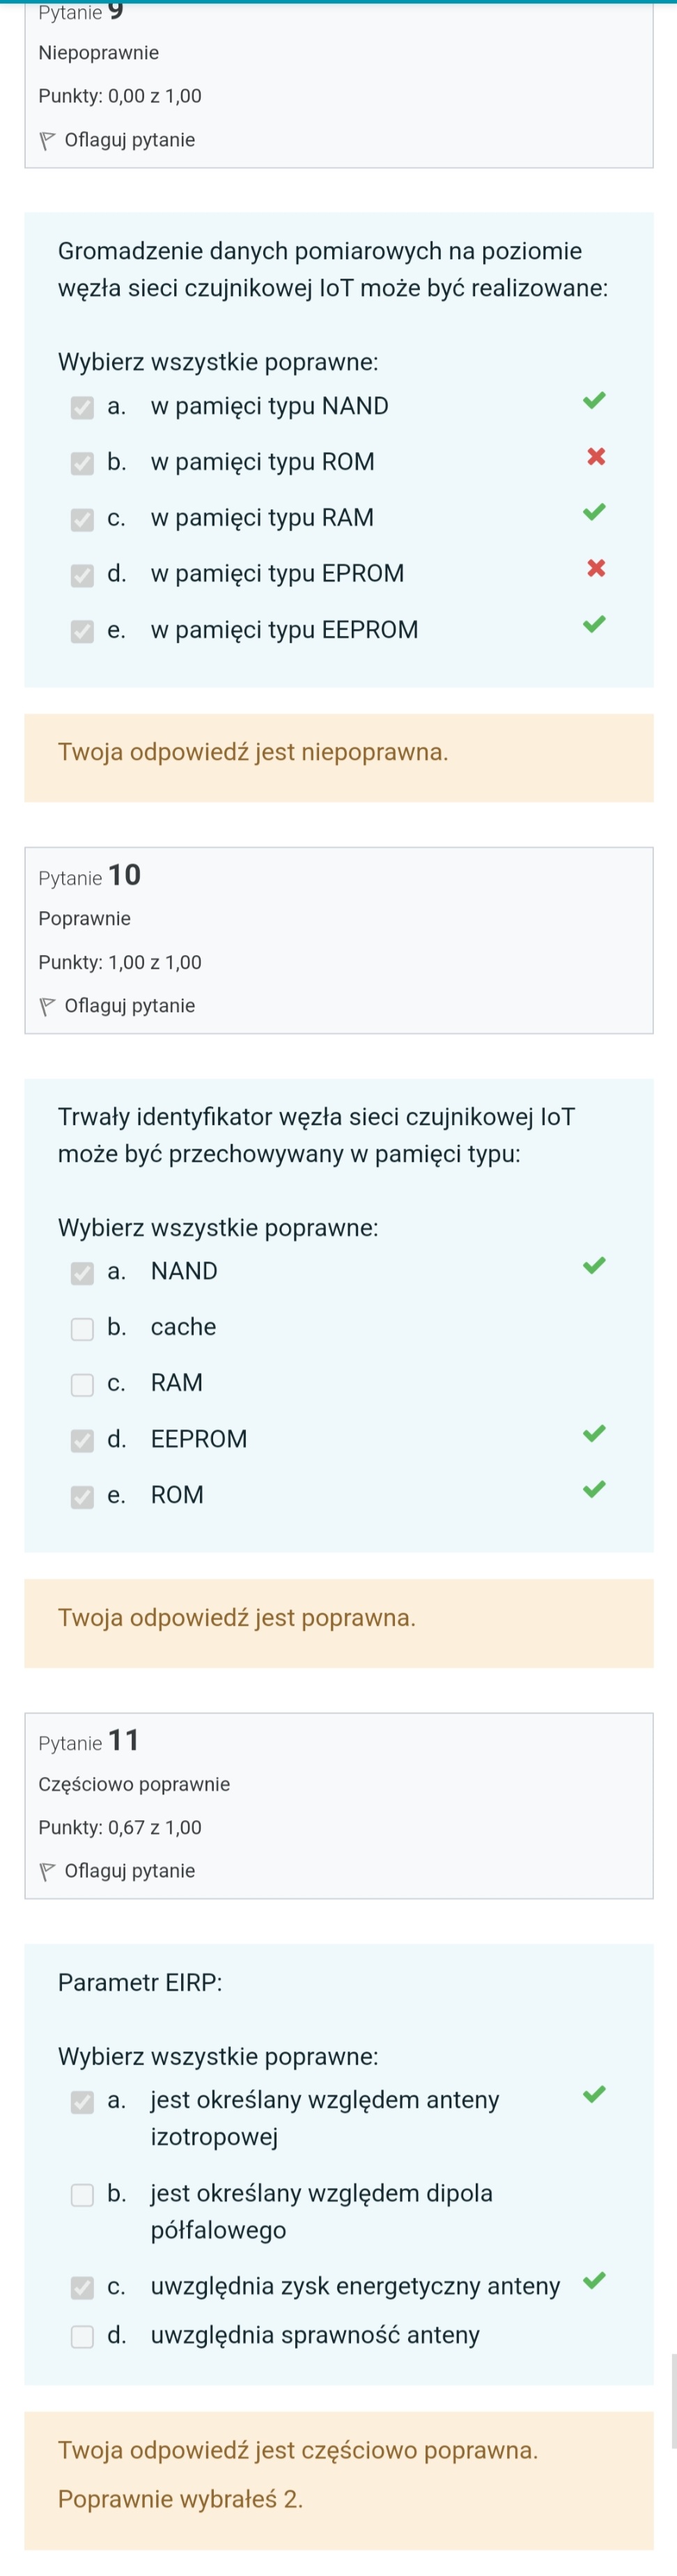 Pytanie 9
Niepoprawnie
Punkty: 0,00 z 1,00
Oflaguj pytanie
Gromadzenie danych pomiarowych na poziomie
węzła sieci czujnikowej IoT może być realizowane:
Wybierz wszystkie poprawne:
a. w pamięci typu NAND
b. w pamięci typu ROM
c. w pamięci typu RAM
d. w pamięci typu EPROM
e. w pamięci typu EEPROM
Twoja odpowiedź jest niepoprawna.
Pytanie 10
Poprawnie
Punkty: 1,00 z 1,00
Oflaguj pytanie
Trwały identyfikator węzła sieci czujnikowej IoT
może być przechowywany w pamięci typu:
Wybierz wszystkie poprawne:
a. NAND
b. cache
c. RAM
d. EEPROM
e. ROM
Twoja odpowiedź jest poprawna.
Pytanie 11
Częściowo poprawnie
Punkty: 0,67 z 1,00
Oflaguj pytanie
Parametr EIRP:
Wybierz wszystkie poprawne:
a. jest określany względem anteny
izotropowej
b. jest określany względem dipola
półfalowego
c. uwzględnia zysk energetyczny anteny
d. uwzględnia sprawność anteny
Twoja odpowiedź jest częściowo poprawna.
Poprawnie wybrałeś 2.